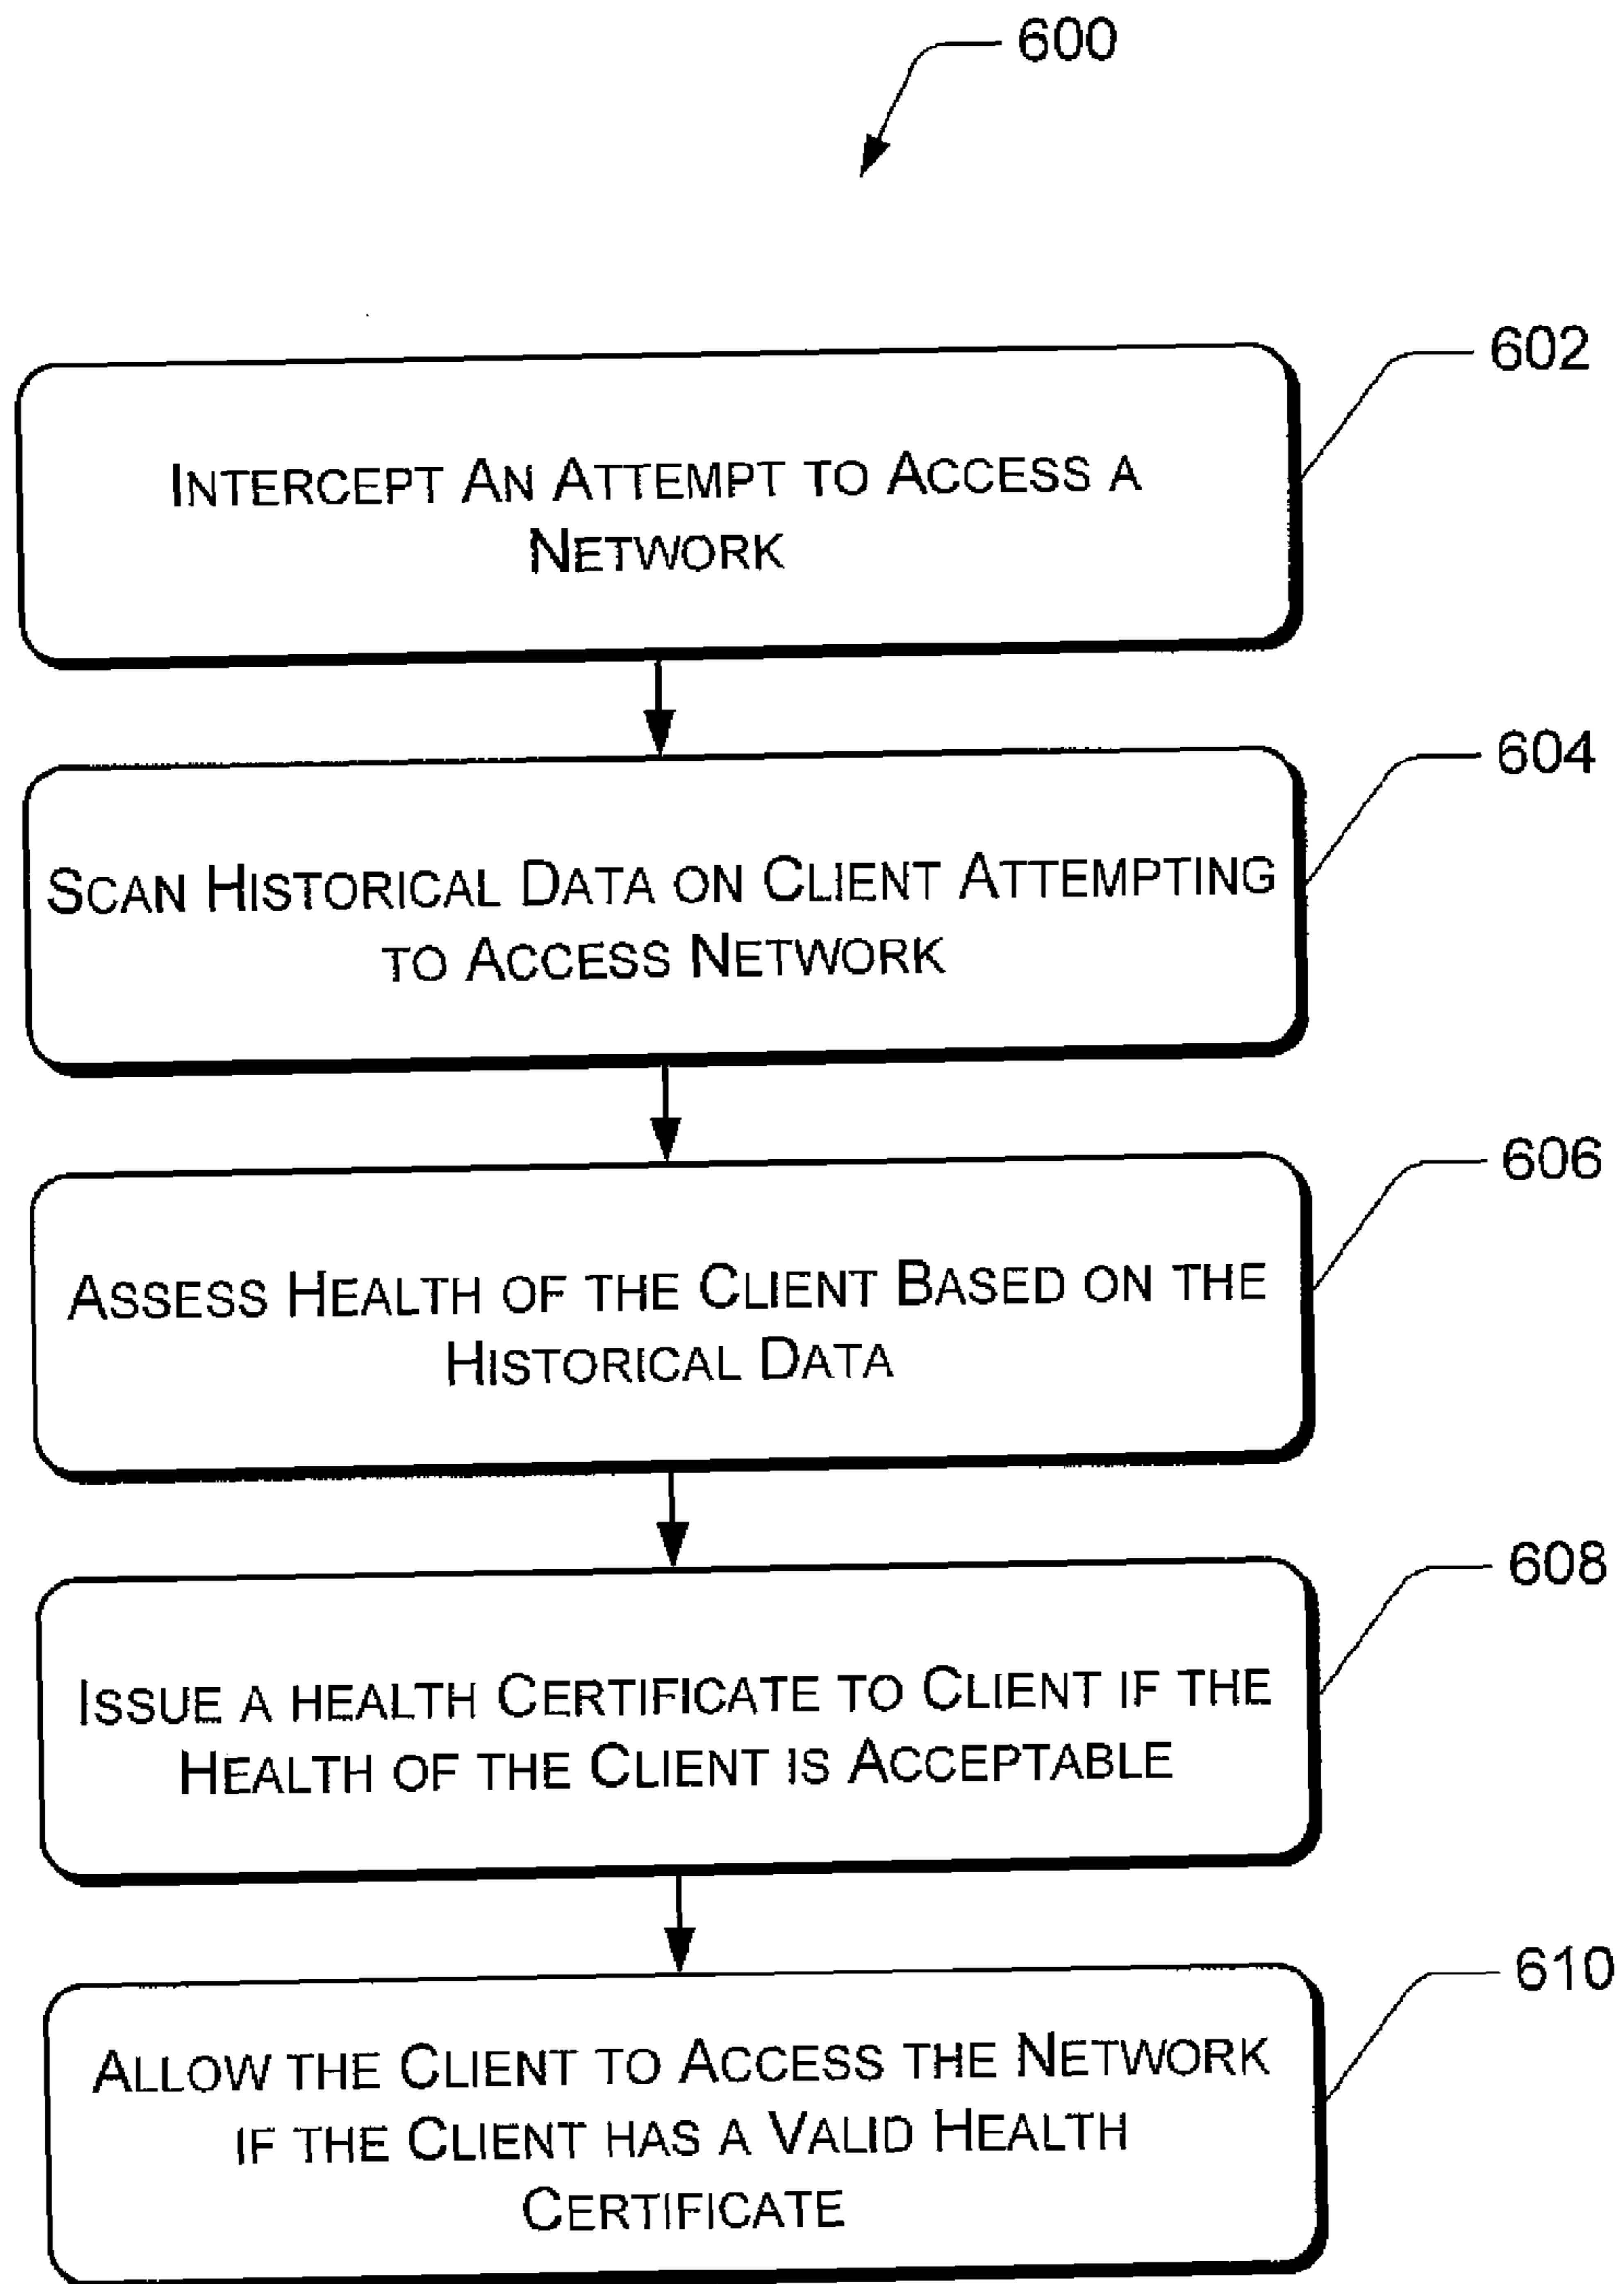 600
602
INTERCEPT AN ATTEMPT TO ACCESS A
NETWORK
604
SCAN HISTORICAL DATA ON CLIENT ATTEMPTING
TO ACCESS NETWORK
606
ASSESS HEALTH OF THE CLIENT BASED ON THE
HISTORICAL DATA
608
ISSUE A HEALTH CERTIFICATE TO CLIENT IF THE
HEALTH OF THE CLIENT IS ACCEPTABLE
610
ALLOW THE CLIENT TO ACCESS THE NETWORK
IF THE CLIENT HAS A VALID HEALTH
CERTIFICATE